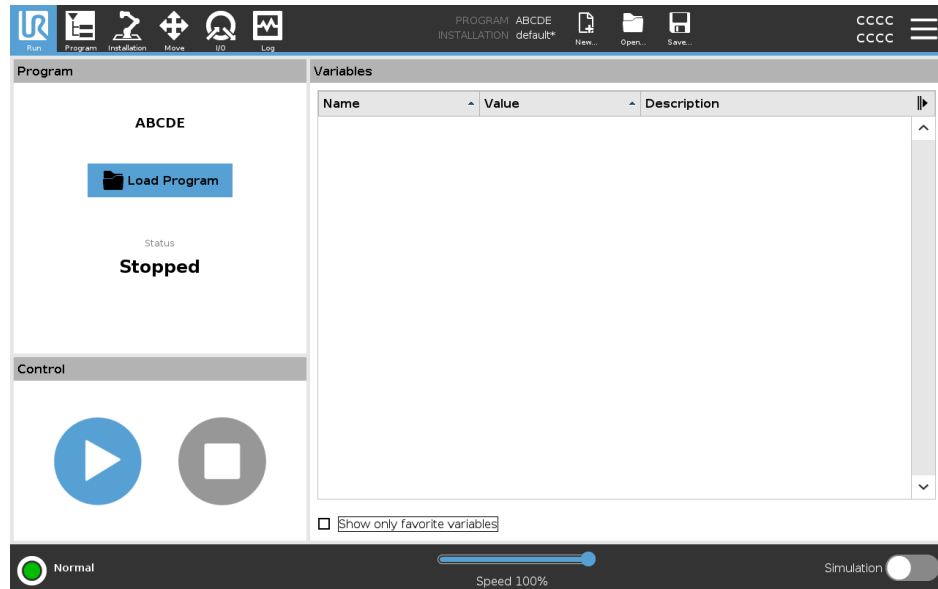 PROGRAM ABCDE
INSTALLATION default*
CCCC
CCCC
Run Program Installation Move I/O Log New... Open... Save...
Program
ABCDE
Load Program
Status
Stopped
Control
Variables
Name Value Description
Show only favorite variables
Normal
Speed 100%
Simulation